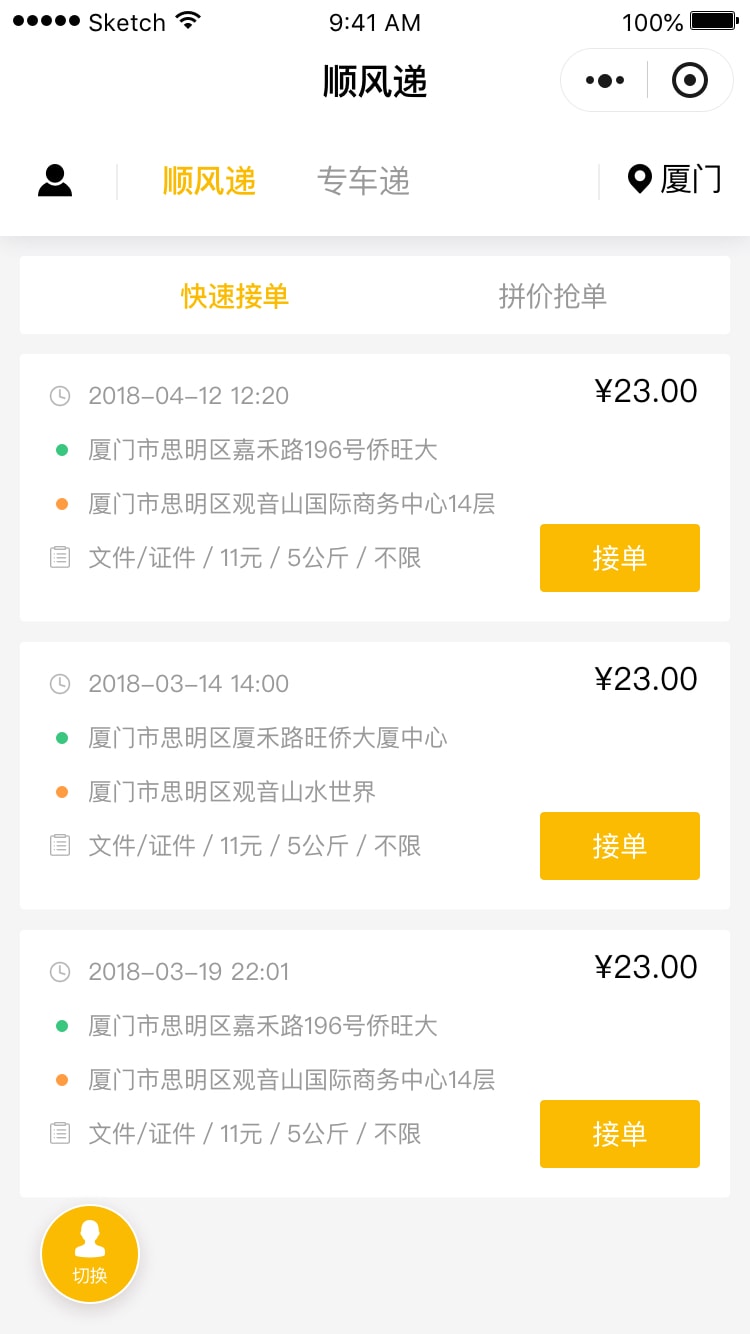 Sketch 9:41 AM 100%
顺风递
顺风递 专车递 厦门
快速接单 拼价抢单
2018-04-12 12:20 ¥23.00
厦门市思明区嘉禾路196号侨旺大
厦门市思明区观音山国际商务中心14层
文件/证件 / 11元 / 5公斤 / 不限 接单
2018-03-14 14:00 ¥23.00
厦门市思明区厦禾路旺侨大厦中心
厦门市思明区观音山水世界
文件/证件 / 11元 / 5公斤 / 不限 接单
2018-03-19 22:01 ¥23.00
厦门市思明区嘉禾路196号侨旺大
厦门市思明区观音山国际商务中心14层
文件/证件 / 11元 / 5公斤 / 不限 接单
切换